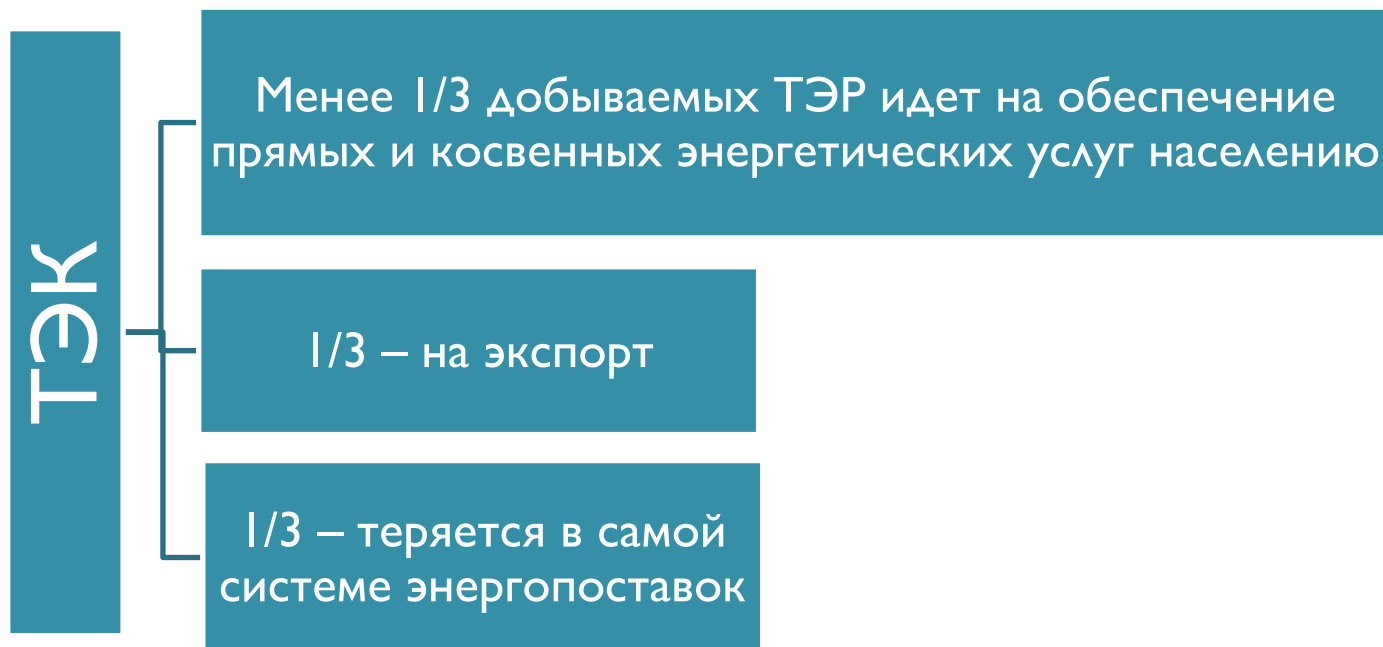 ТЭК
Менее 1/3 добываемых ТЭР идет на обеспечение
прямых и косвенных энергетических услуг населению
1/3 – на экспорт
1/3 – теряется в самой
системе энергопоставок